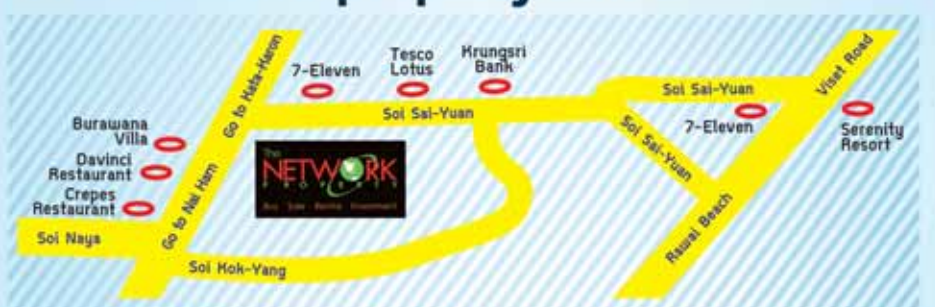 Go to Kata-Karon
7-Eleven
Tesco
Lotus
Krungsri
Bank
Soi Sai-Yuan
Soi Sai-Yuan
Viset Road
Burawana
Villa
Davinci
Restaurant
Crepes
Restaurant
The
NETWORK
PROPERTY
Buy Sale Rental Investment
Soi Sai-Yuan
7-Eleven
Serenity
Resort
Go to Nai Harn
Soi Naya
Soi Kok-Yang
Rawai Beach